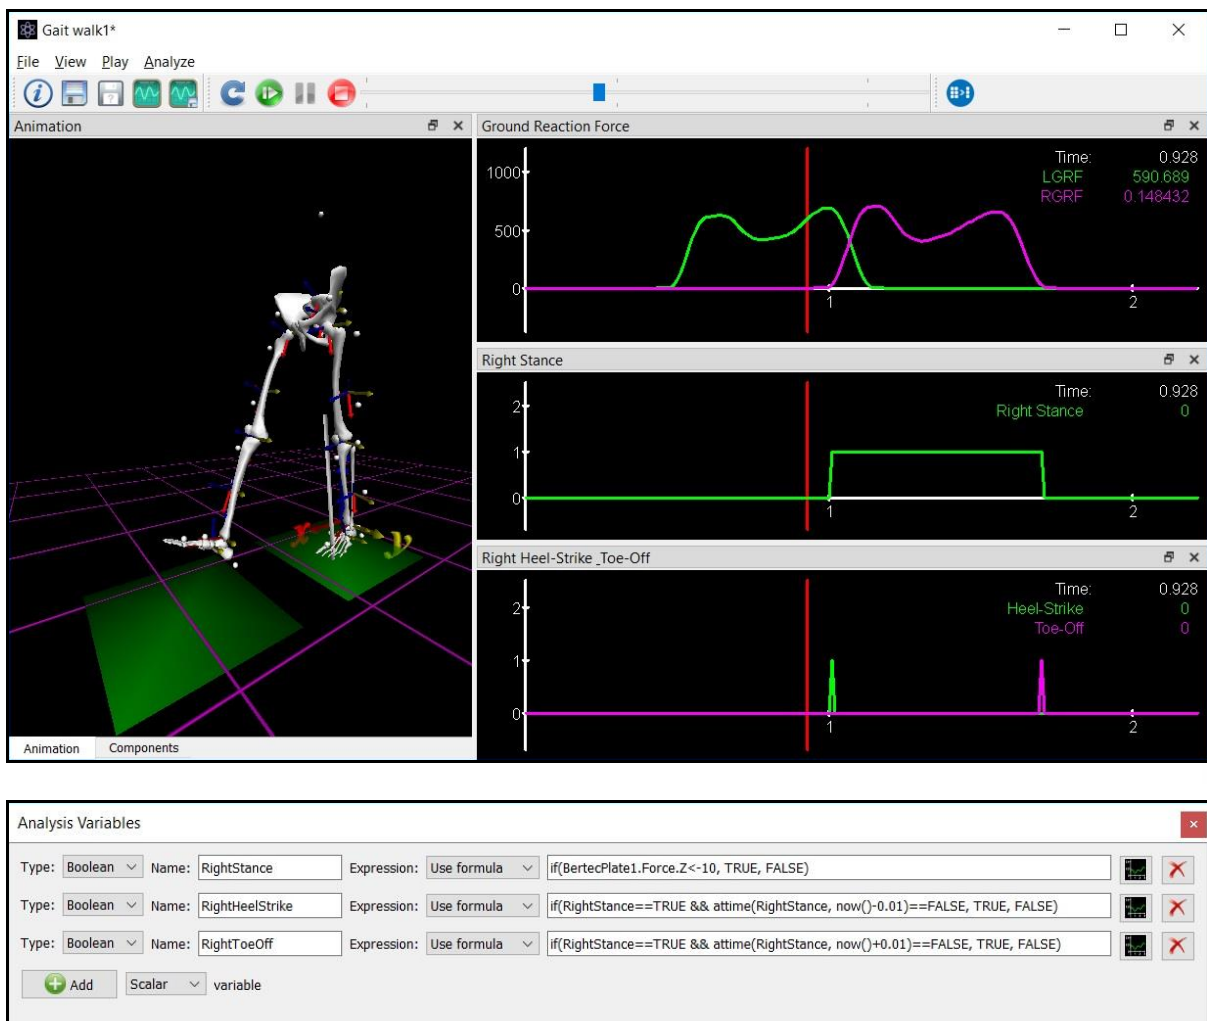 Gait walk1*
File View Play Analyze
Animation
Ground Reaction Force
Time: 0.928
LGRF 590.689
RGRF 0.148432
1000
500
0
1 2
Right Stance
Time: 0.928
Right Stance 0
2
1
0
1 2
Right Heel-Strike _Toe-Off
Time: 0.928
Heel-Strike 0
Toe-Off 0
2
1
0
1 2
x y
Animation Components
Analysis Variables
Type: Boolean Name: RightStance Expression: Use formula if(BertecPlate1.Force.Z<-10, TRUE, FALSE)
Type: Boolean Name: RightHeelStrike Expression: Use formula if(RightStance==TRUE && attime(RightStance, now()-0.01)==FALSE, TRUE, FALSE)
Type: Boolean Name: RightToeOff Expression: Use formula if(RightStance==TRUE && attime(RightStance, now()+0.01)==FALSE, TRUE, FALSE)
Add Scalar variable